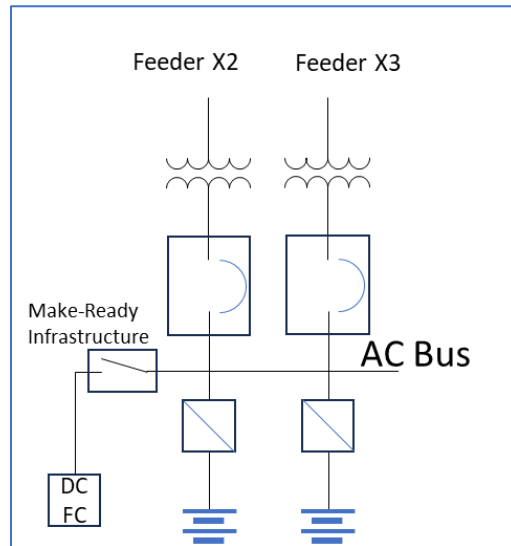 Feeder X2
Feeder X3
Make-Ready
Infrastructure
AC Bus
DC
FC